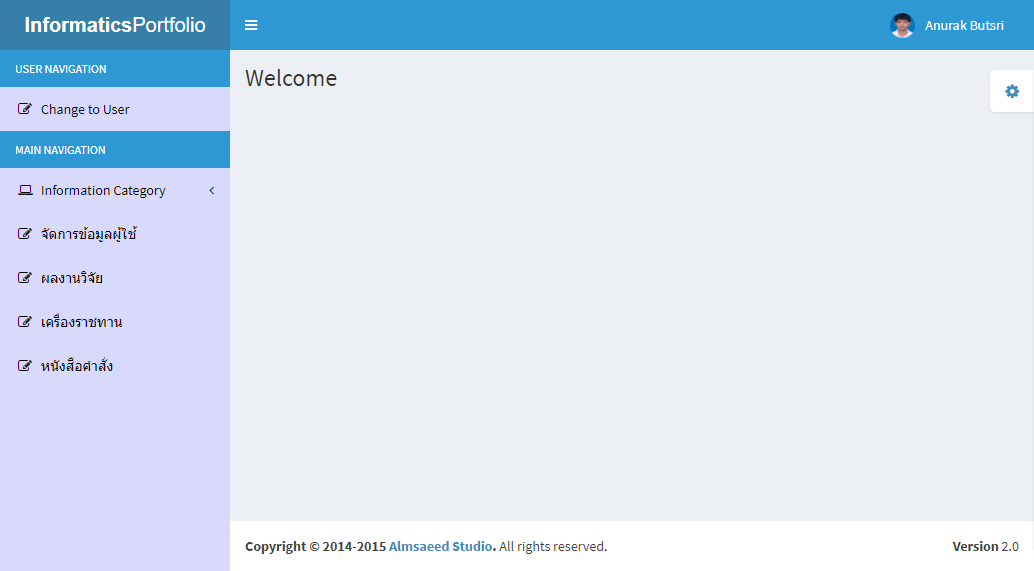 InformaticsPortfolio
Anurak Butsri
USER NAVIGATION
Welcome
Change to User
MAIN NAVIGATION
Information Category
จัดการข้อมูลผู้ใช้
ผลงานวิจัย
เครื่องราชทาน
หนังสือคำสั่ง
Copyright © 2014-2015 Almsaeed Studio. All rights reserved.
Version 2.0